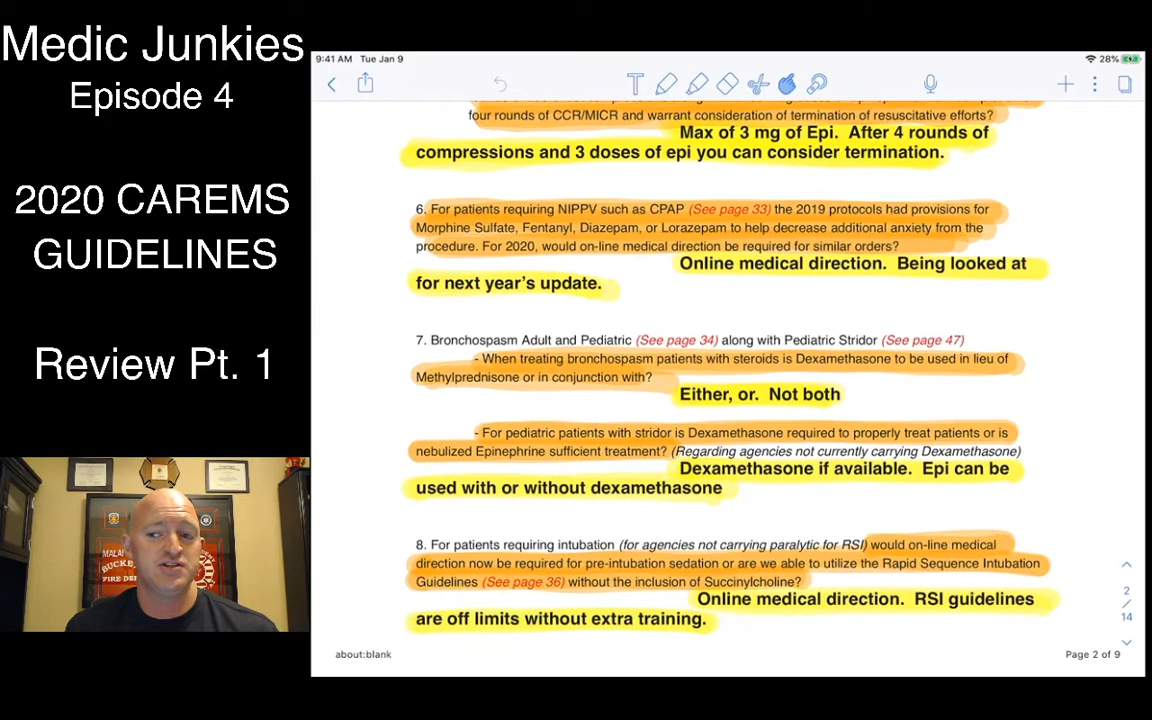 Medic Junkies
Episode 4
2020 CAREMS
GUIDELINES
Review Pt. 1
9:41 AM Tue Jan 9
28%
four rounds of CCR/MICR and warrant consideration of termination of resuscitative efforts?
Max of 3 mg of Epi. After 4 rounds of
compressions and 3 doses of epi you can consider termination.
6. For patients requiring NIPPV such as CPAP (See page 33) the 2019 protocols had provisions for
Morphine Sulfate, Fentanyl, Diazepam, or Lorazepam to help decrease additional anxiety from the
procedure. For 2020, would on-line medical direction be required for similar orders?
Online medical direction. Being looked at
for next year's update.
7. Bronchospasm Adult and Pediatric (See page 34) along with Pediatric Stridor (See page 47)
- When treating bronchospasm patients with steroids is Dexamethasone to be used in lieu of
Methylprednisone or in conjunction with?
Either, or. Not both
- For pediatric patients with stridor is Dexamethasone required to properly treat patients or is
nebulized Epinephrine sufficient treatment? (Regarding agencies not currently carrying Dexamethasone)
Dexamethasone if available. Epi can be
used with or without dexamethasone
8. For patients requiring intubation (for agencies not carrying paralytic for RSI) would on-line medical
direction now be required for pre-intubation sedation or are we able to utilize the Rapid Sequence Intubation
Guidelines (See page 36) without the inclusion of Succinylcholine?
Online medical direction. RSI guidelines
are off limits without extra training.
2
/
14
about:blank
Page 2 of 9